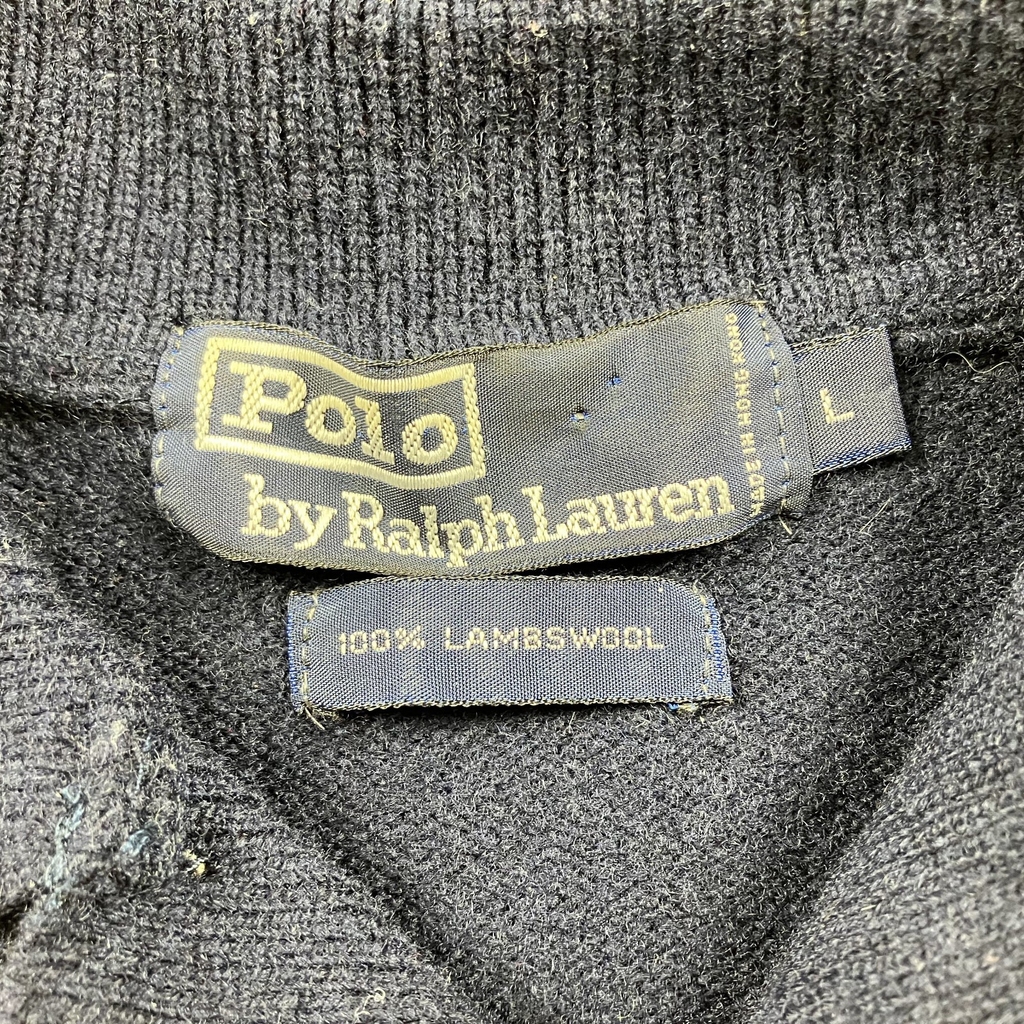 Polo
by Ralph Lauren
MADE IN HONG KONG
L
100% LAMBSWOOL